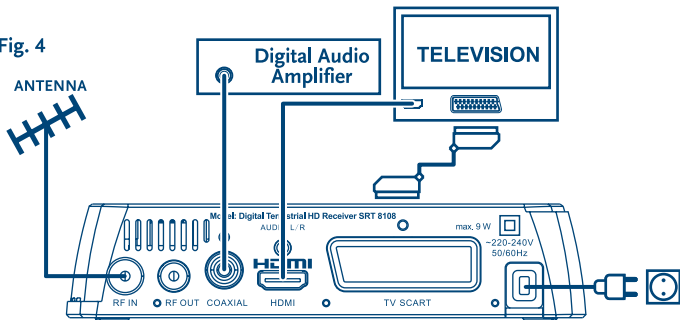 Fig. 4
ANTENNA
Digital Audio
Amplifier
TELEVISION
Model: Digital Terrestrial HD Receiver SRT 8108
AUDIO L/R
max. 9 W
~220-240V
50/60Hz
HDMI
RF IN
RF OUT
COAXIAL
HDMI
TV SCART